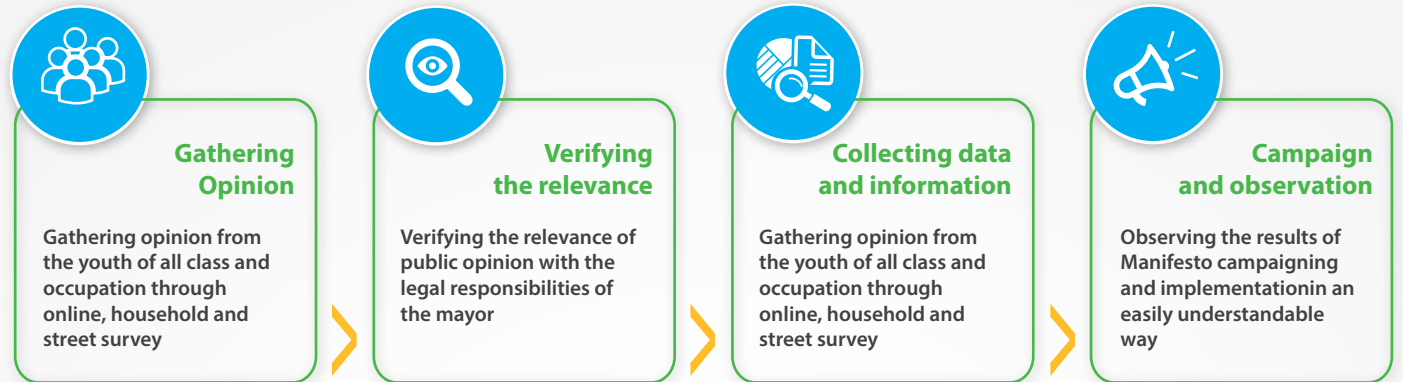 Gathering
Opinion
Gathering opinion from
the youth of all class and
occupation through
online, household and
street survey
Verifying
the relevance
Verifying the relevance of
public opinion with the
legal responsibilities of
the mayor
Collecting data
and information
Gathering opinion from
the youth of all class and
occupation through
online, household and
street survey
Campaign
and observation
Observing the results of
Manifesto campaigning
and implementationin an
easily understandable
way